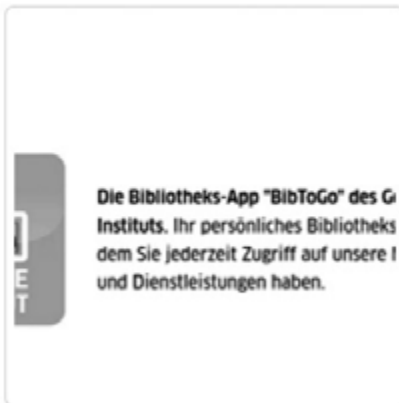 Die Bibliotheks-App "BibToGo" des
Instituts. Ihr persönliches Bibliotheks
dem Sie jederzeit Zugriff auf unsere
und Dienstleistungen haben.
E
T